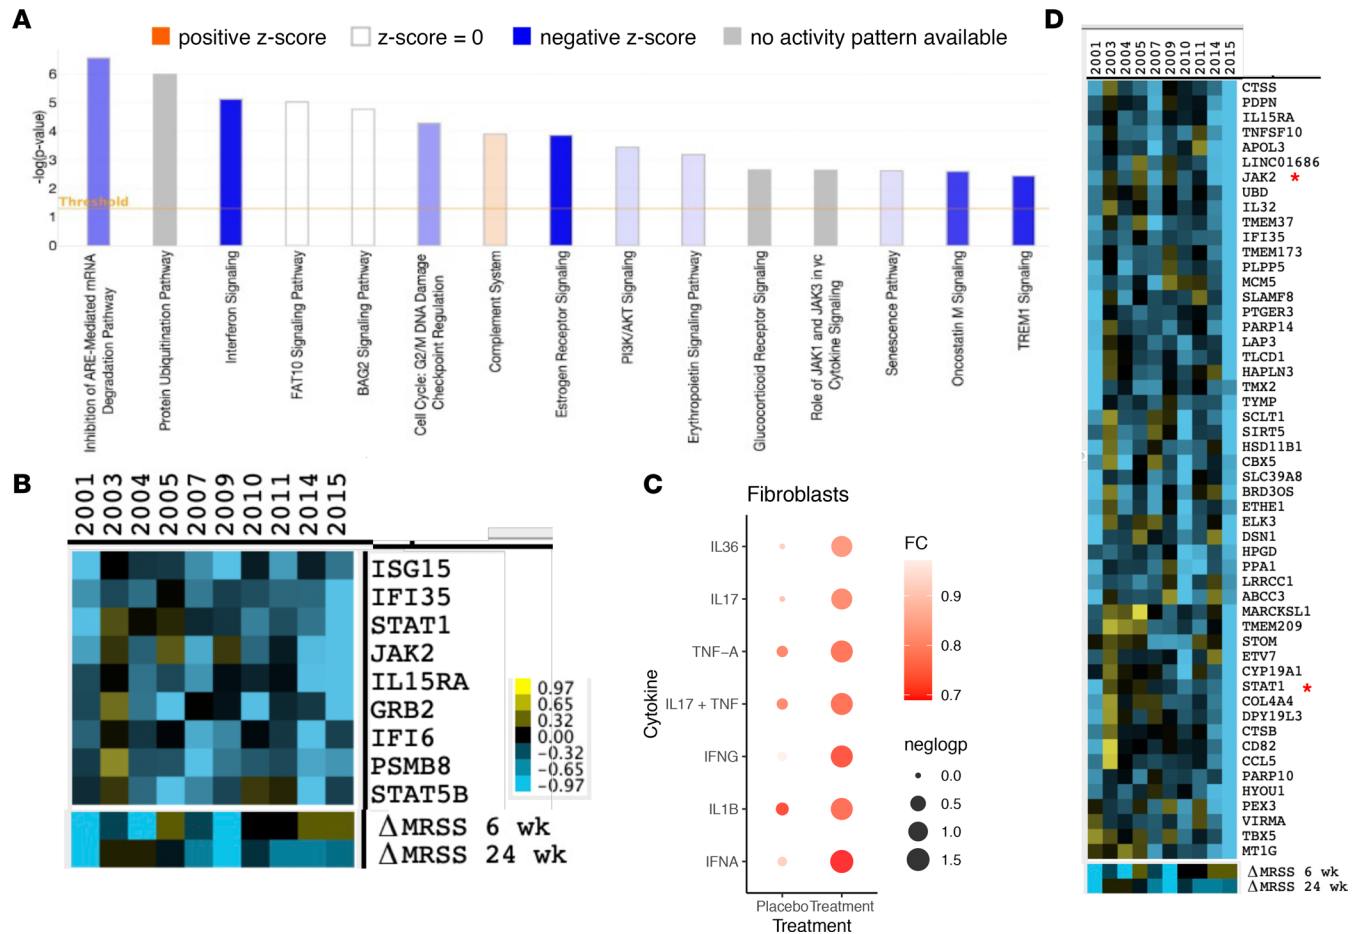 A
positive z-score
z-score = 0
negative z-score
no activity pattern available
-log(p-value)
6
5
4
3
2
1
0
Threshold
Inhibition of ARE-Mediated mRNA
Degradation Pathway
Protein Ubiquitination Pathway
Interferon Signaling
FAT10 Signaling Pathway
BAG2 Signaling Pathway
Cell Cycle: G2/M DNA Damage
Checkpoint Regulation
Complement System
Estrogen Receptor Signaling
PI3K/AKT Signaling
Erythropoietin Signaling Pathway
Glucocorticoid Receptor Signaling
Role of JAK1 and JAK3 in γc
Cytokine Signaling
Senescence Pathway
Oncostatin M Signaling
TREM1 Signaling
B
2001
2003
2004
2005
2007
2009
2010
2011
2014
2015
ISG15
IFI35
STAT1
JAK2
IL15RA
GRB2
IFI6
PSMB8
STAT5B
Δ MRSS 6 wk
Δ MRSS 24 wk
0.97
0.65
0.32
0.00
-0.32
-0.65
-0.97
C
Fibroblasts
Cytokine
IL36
IL17
TNF-A
IL17 + TNF
IFNG
IL1B
IFNA
Placebo
Treatment
Treatment
FC
0.9
0.8
0.7
neglogp
0.0
0.5
1.0
1.5
D
2001
2003
2004
2005
2007
2009
2010
2011
2014
2015
CTSS
PDPN
IL15RA
TNFSF10
APOL3
LINC01686
JAK2 *
UBD
IL32
TMEM37
IFI35
TMEM173
PLPP5
MCM5
SLAMF8
PTGER3
PARP14
LAP3
TLCD1
HAPLN3
TMX2
TYMP
SCLT1
SIRT5
HSD11B1
CBX5
SLC39A8
BRD3OS
ETHE1
ELK3
DSN1
HPGD
PPA1
LRRCC1
ABCC3
MARCKSL1
TMEM209
STOM
ETV7
CYP19A1
STAT1 *
COL4A4
DPY19L3
CTSB
CD82
CCL5
PARP10
HYOU1
PEX3
VIRMA
TBX5
MT1G
Δ MRSS 6 wk
Δ MRSS 24 wk